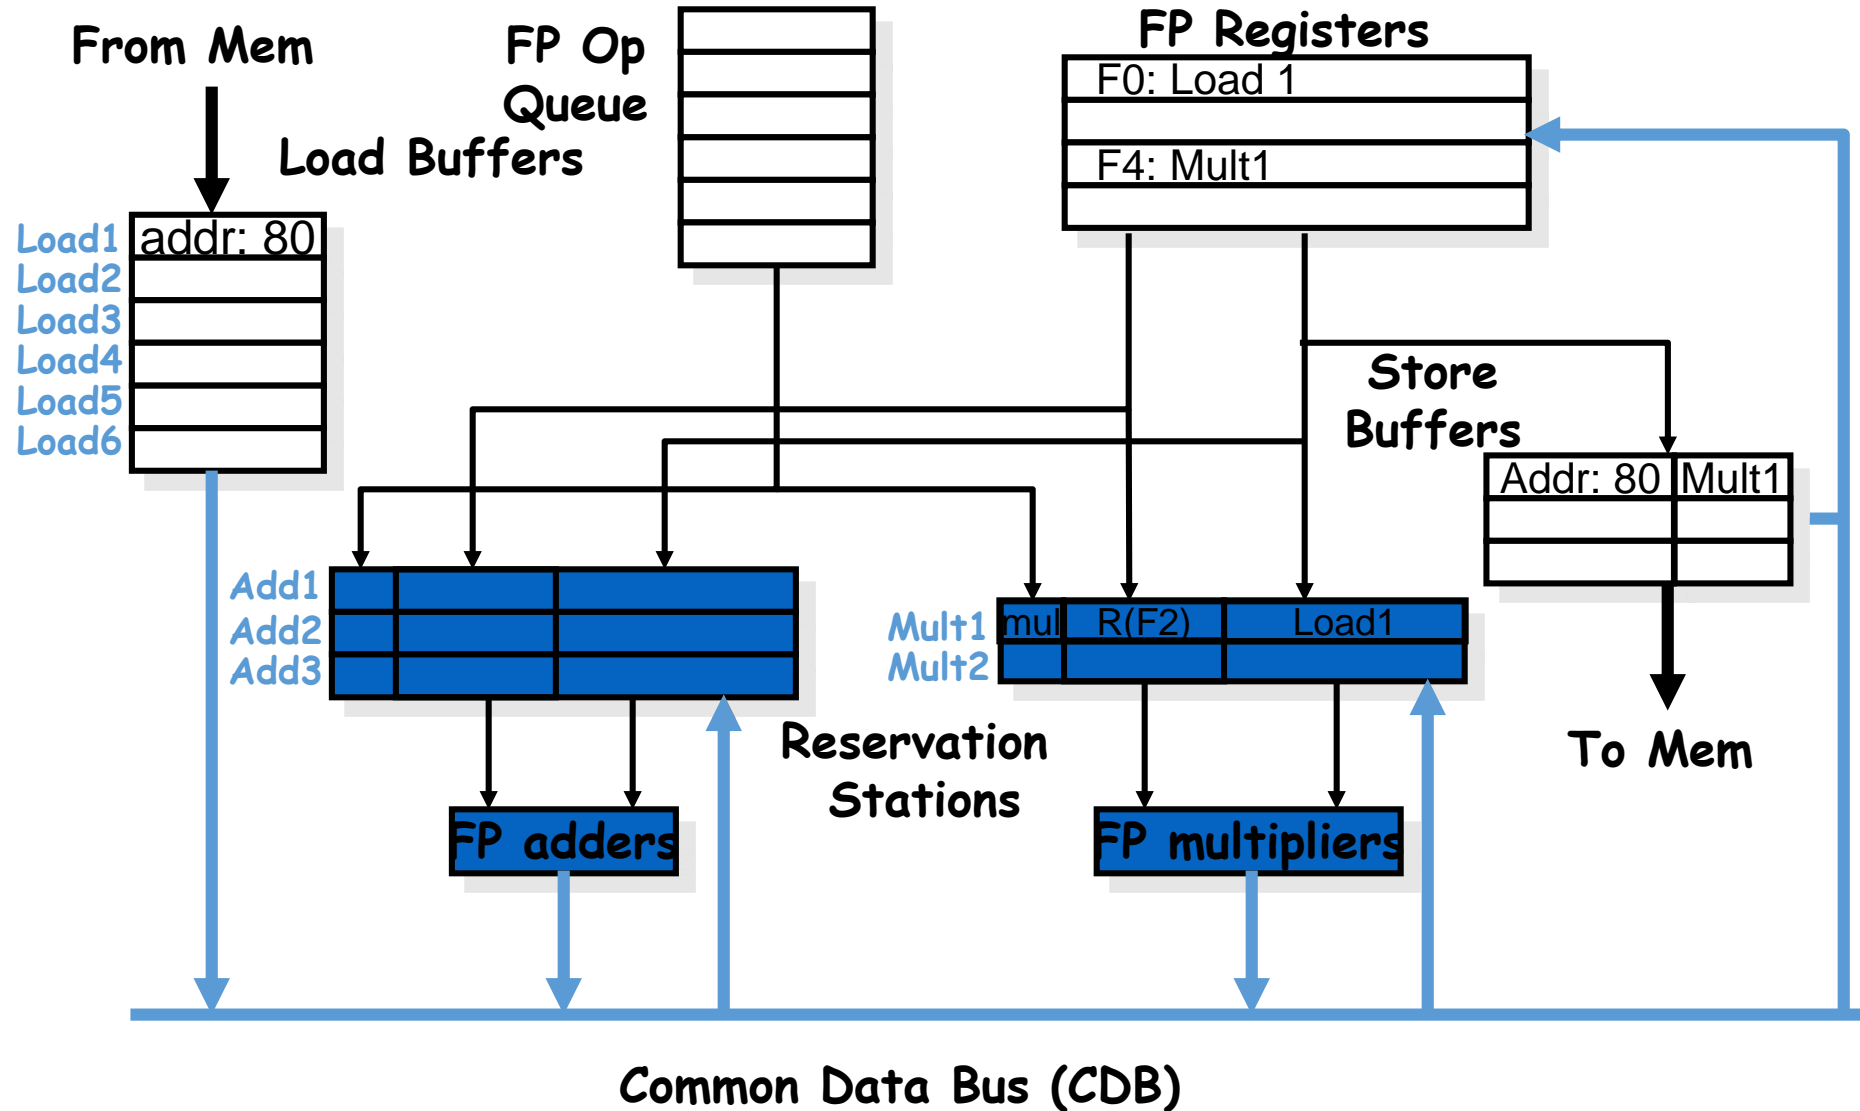 From Mem
FP Op
Queue
FP Registers
F0: Load 1
F4: Mult1
Load Buffers
Load1 addr: 80
Load2
Load3
Load4
Load5
Load6
Store
Buffers
Addr: 80 Mult1
Add1
Add2
Add3
Mult1 mul R(F2) Load1
Mult2
Reservation
Stations
To Mem
FP adders
FP multipliers
Common Data Bus (CDB)